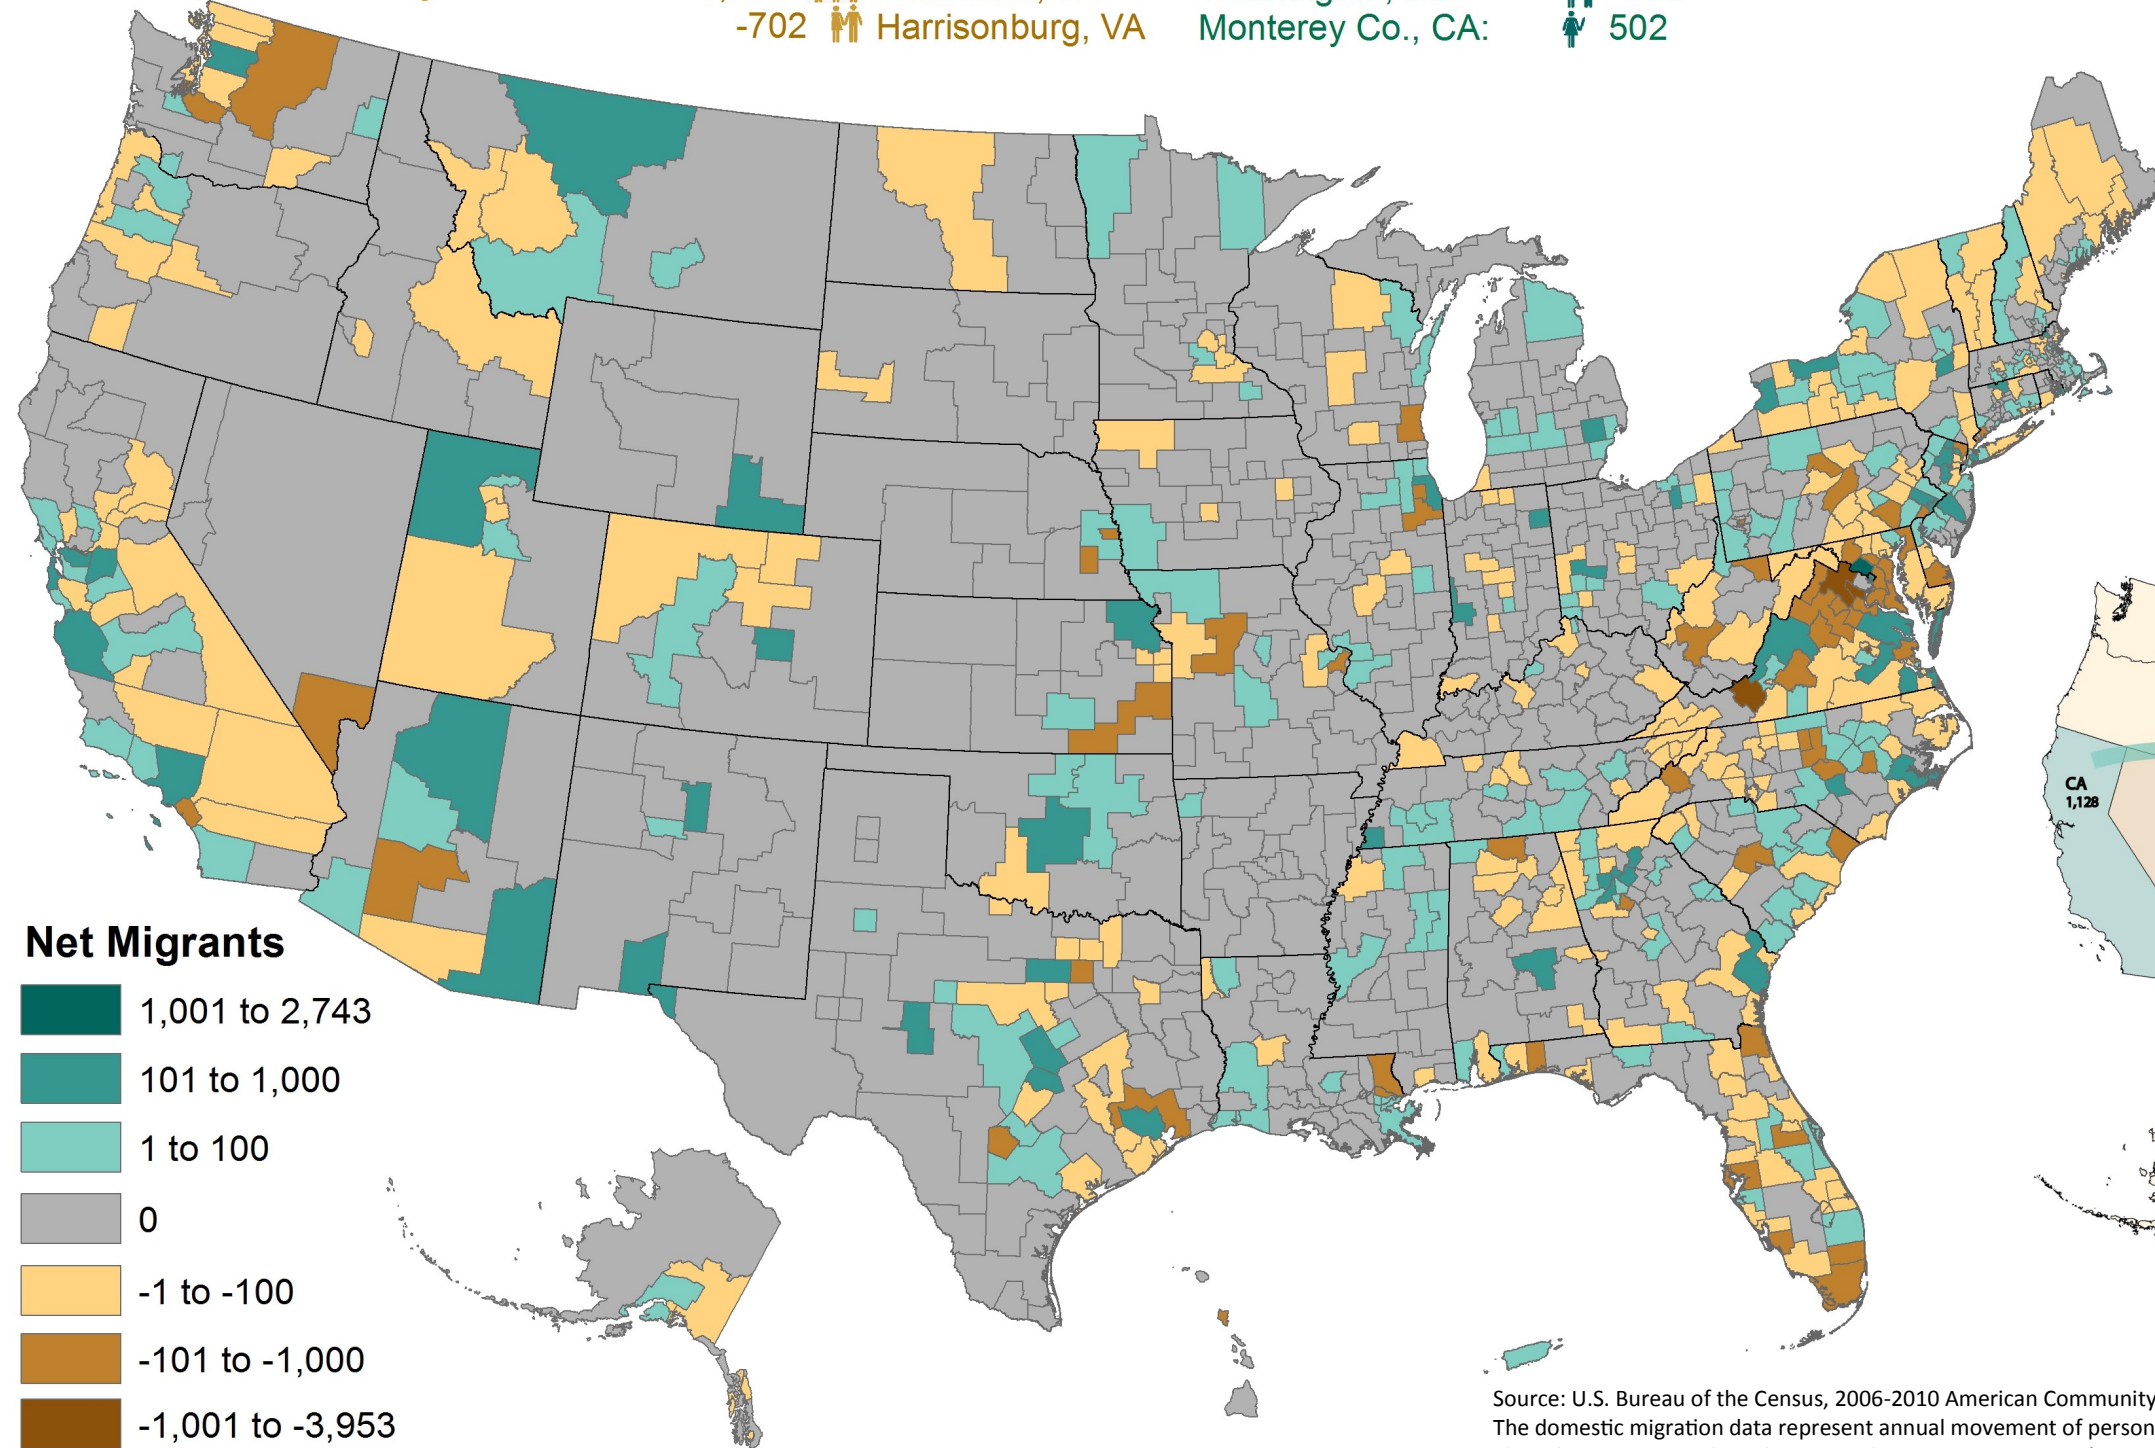 -702 Harrisonburg, VA Monterey Co., CA: 502
CA
1,128
Net Migrants
1,001 to 2,743
101 to 1,000
1 to 100
0
-1 to -100
-101 to -1,000
-1,001 to -3,953
Source: U.S. Bureau of the Census, 2006-2010 American Community
The domestic migration data represent annual movement of person